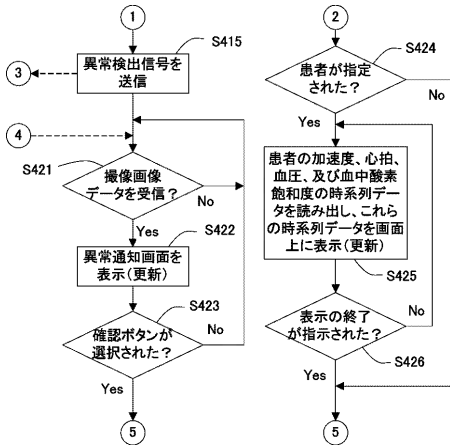 1
S415
異常検出信号を
送信
3
4
S421
撮像画像
データを受信？
No
Yes
S422
異常通知画面を
表示（更新）
S423
確認ボタンが
選択された？
No
Yes
5
2
S424
患者が指定
された？
No
Yes
患者の加速度、心拍、
血圧、及び血中酸素
飽和度の時系列デー
タを読み出し、これら
の時系列データを画面
上に表示（更新）
S425
表示の終了
が指示された？
No
S426
Yes
5